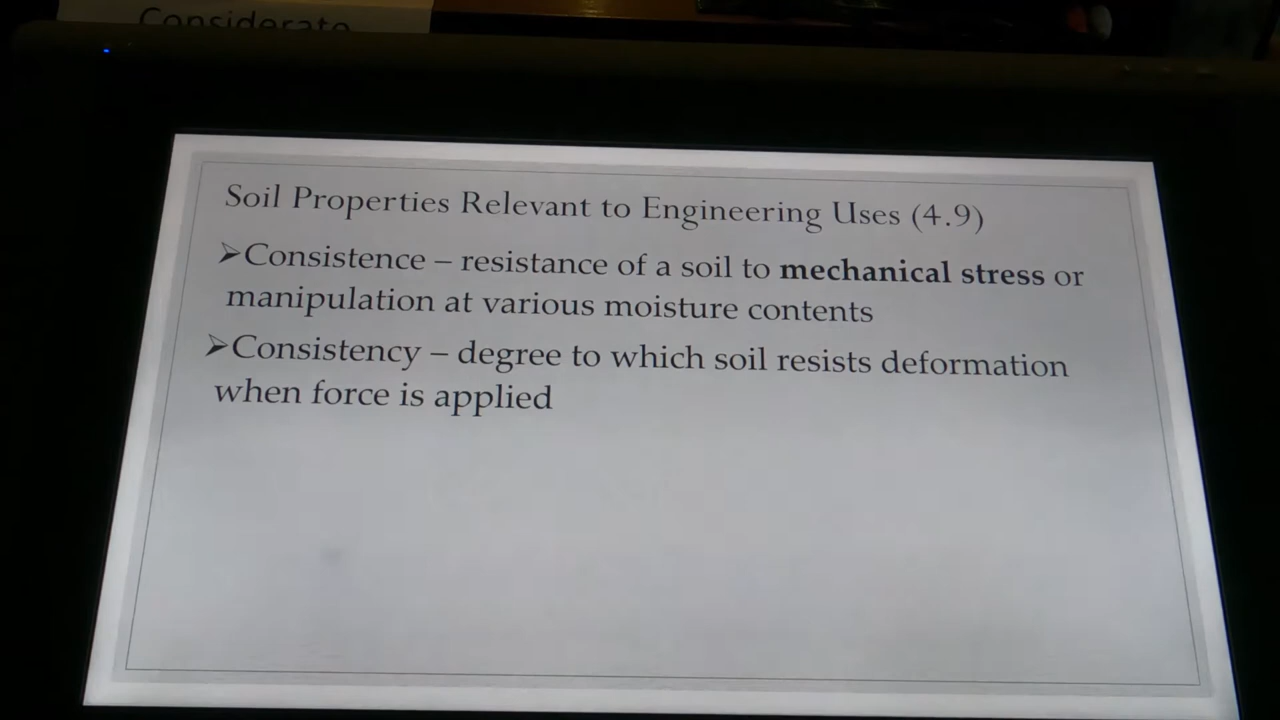 Considerate
Soil Properties Relevant to Engineering Uses (4.9)
➤Consistence – resistance of a soil to mechanical stress or
manipulation at various moisture contents
➤Consistency – degree to which soil resists deformation
when force is applied